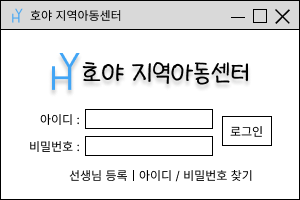 호야 지역아동센터
호야 지역아동센터
아이디 :
비밀번호 :
로그인
선생님 등록 | 아이디 / 비밀번호 찾기